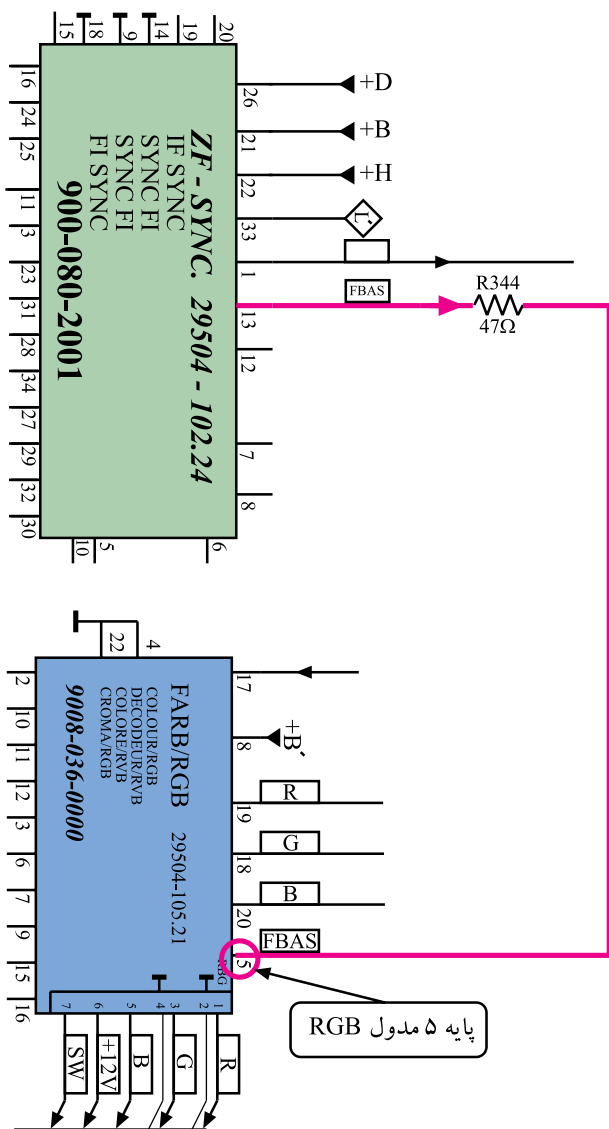 20
19
14
9
18
15
16
24
25
11
3
23
31
28
34
27
29
32
30
10
5
6
26
21
22
33
1
13
12
7
8
+D
+B
+H
L'
FBAS
R344
47Ω
ZF - SYNC. 29504 - 102.24
IF SYNC
SYNC FI
SYNC FI
FI SYNC
900-080-2001
4
22
17
8
19
18
20
5
+B`
R
G
B
FBAS
FARB/RGB 29504-105.21
COLOUR/RGB
DECODEUR/RVB
COLORE/RVB
CROMA/RGB
9008-036-0000
2
10
11
12
3
6
7
9
15
16
1
2
3
4
5
6
7
R
G
B
+12V
SW
پایه ۵ مدول RGB